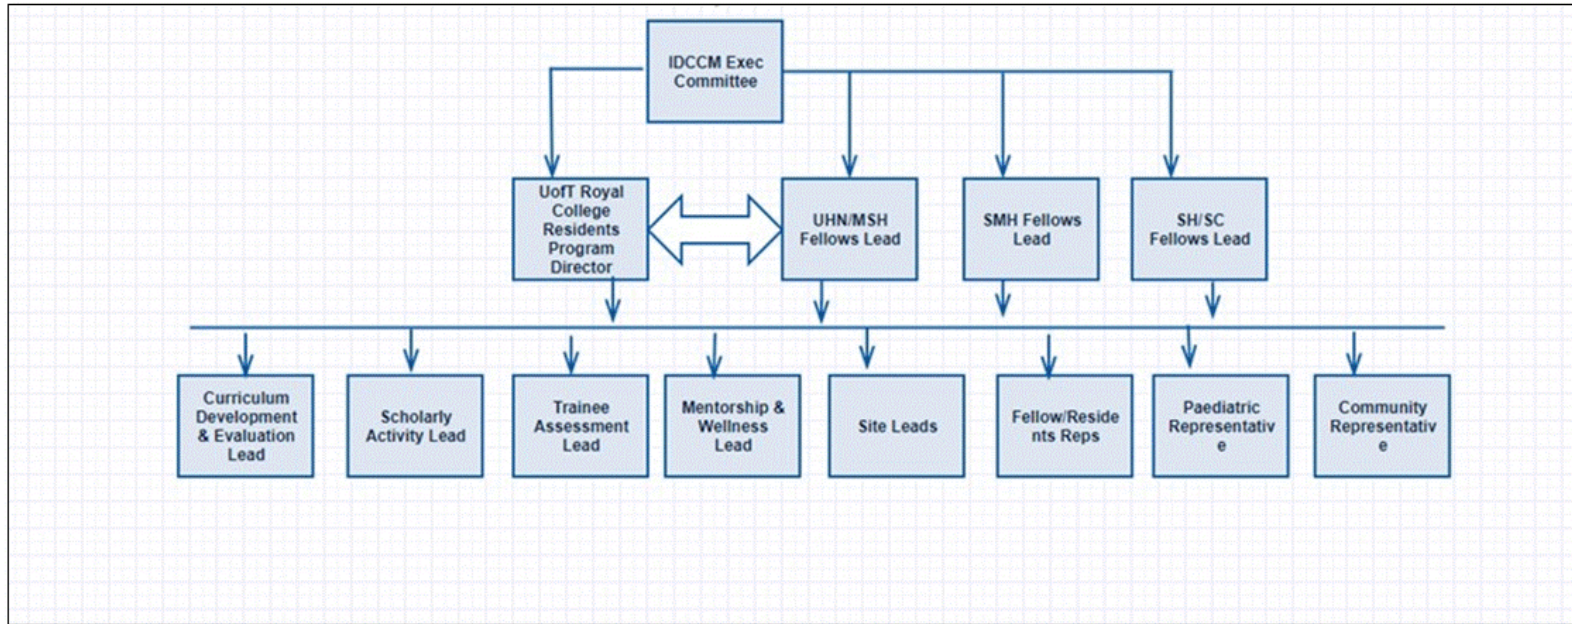 IDCCM Exec
Committee
UofT Royal
College
Residents
Program
Director
UHN/MSH
Fellows Lead
SMH Fellows
Lead
SH/SC
Fellows Lead
Curriculum
Development
& Evaluation
Lead
Scholarly
Activity Lead
Trainee
Assessment
Lead
Mentorship &
Wellness
Lead
Site Leads
Fellow/Reside
nts Reps
Paediatric
Representativ
e
Community
Representativ
e